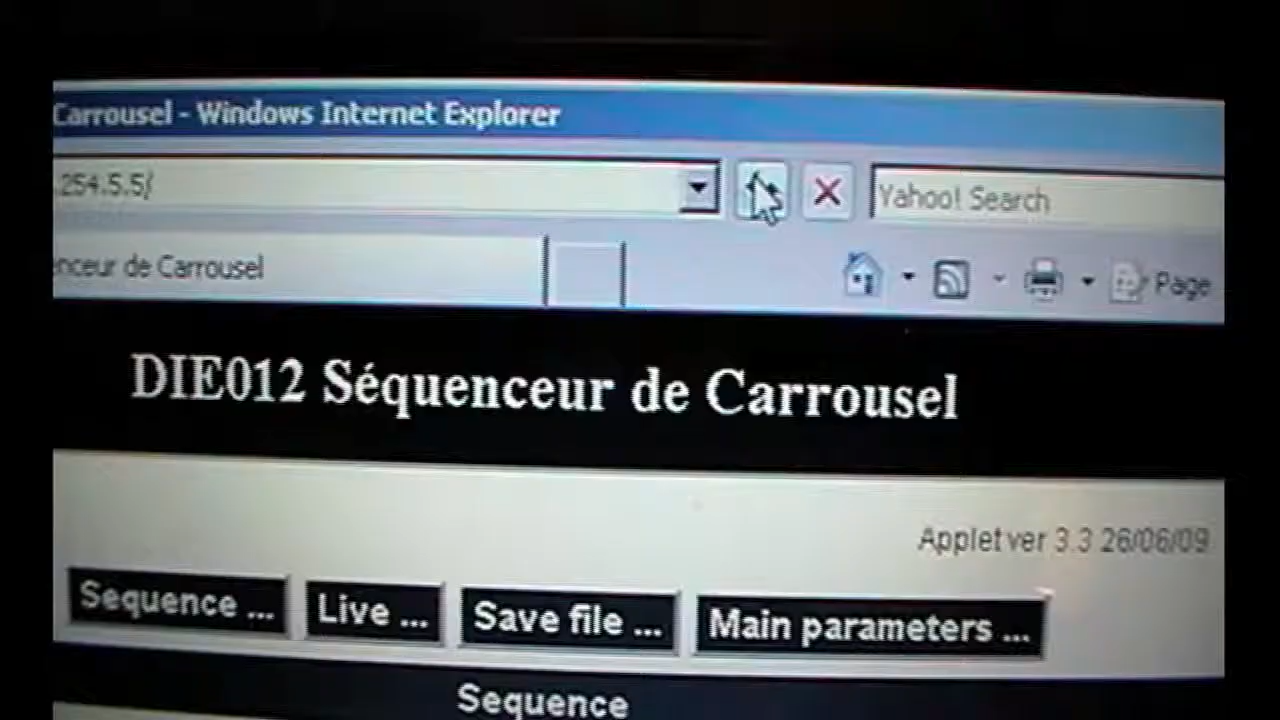 Carrousel - Windows Internet Explorer
.254.5.5/
Yahoo! Search
nceur de Carrousel
Page
DIE012 Séquenceur de Carrousel
Applet ver 3.3 26/06/09
Sequence ...
Live ...
Save file ...
Main parameters ...
Sequence